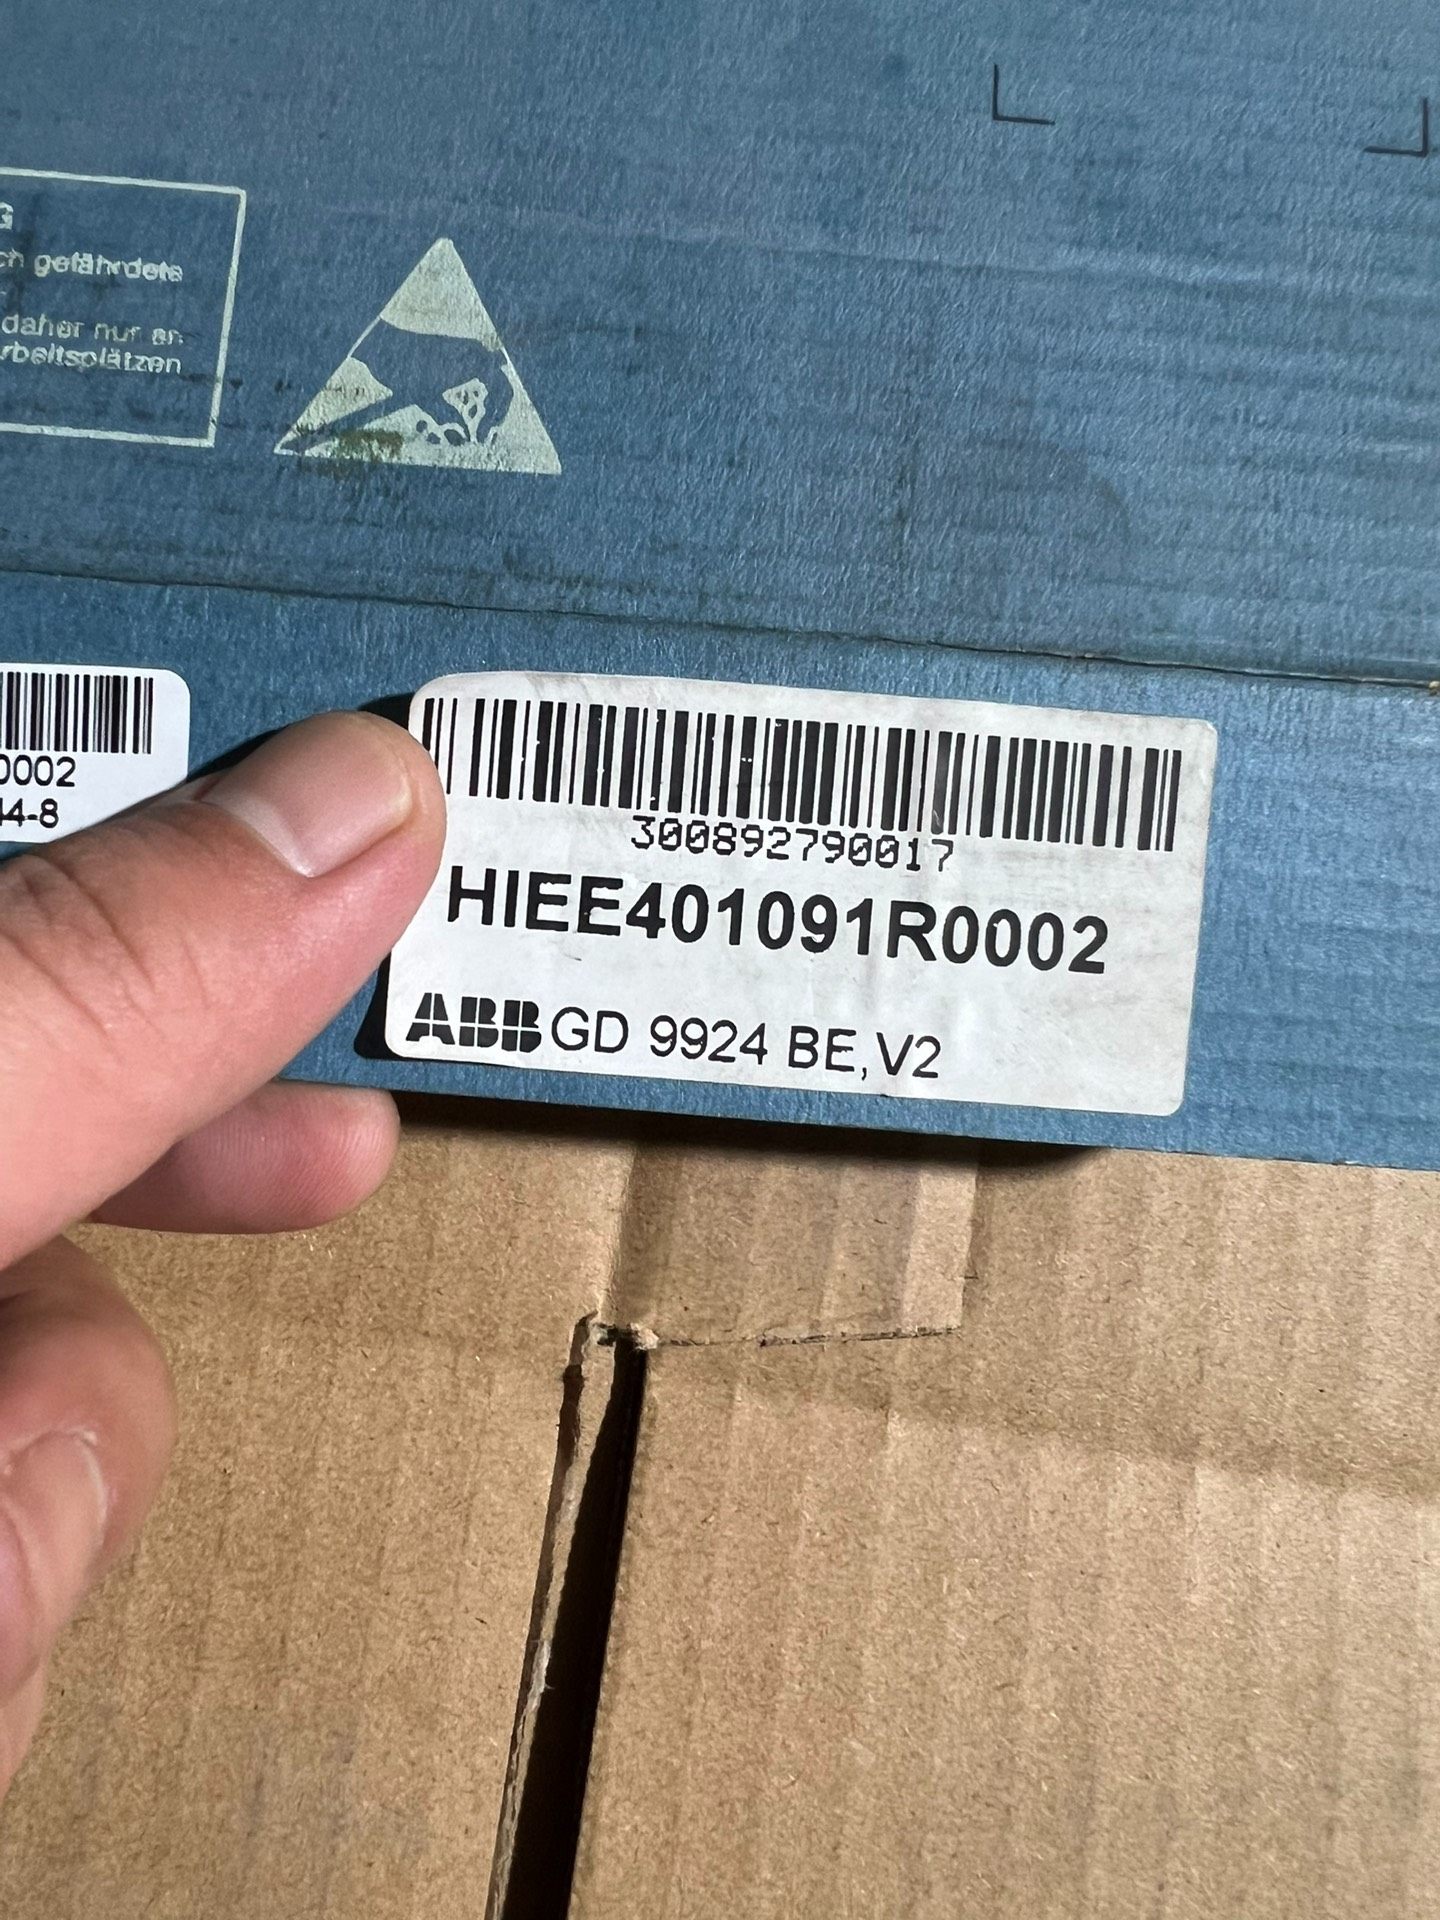 G
ch gefährdete
daher nur an
rbeitsplätzen
0002
44-8
300892790017
HIEE401091R0002
ABB GD 9924 BE,V2